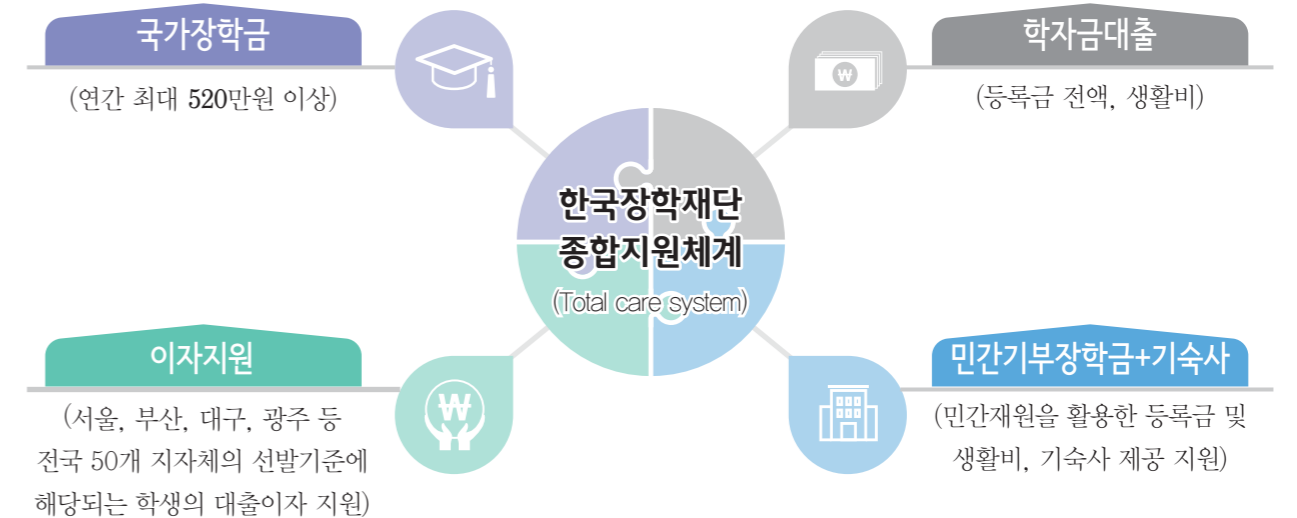 국가장학금
(연간 최대 520만원 이상)
학자금대출
(등록금 전액, 생활비)
한국장학재단
종합지원체계
(Total care system)
이자지원
(서울, 부산, 대구, 광주 등
전국 50개 지자체의 선발기준에
해당되는 학생의 대출이자 지원)
민간기부장학금+기숙사
(민간재원을 활용한 등록금 및
생활비, 기숙사 제공 지원)